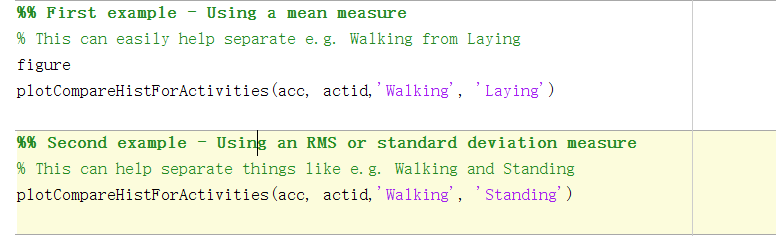 %% First example - Using a mean measure
% This can easily help separate e.g. Walking from Laying
figure
plotCompareHistForActivities(acc, actid,'Walking', 'Laying')
%% Second example - Using an RMS or standard deviation measure
% This can help separate things like e.g. Walking and Standing
plotCompareHistForActivities(acc, actid,'Walking', 'Standing')